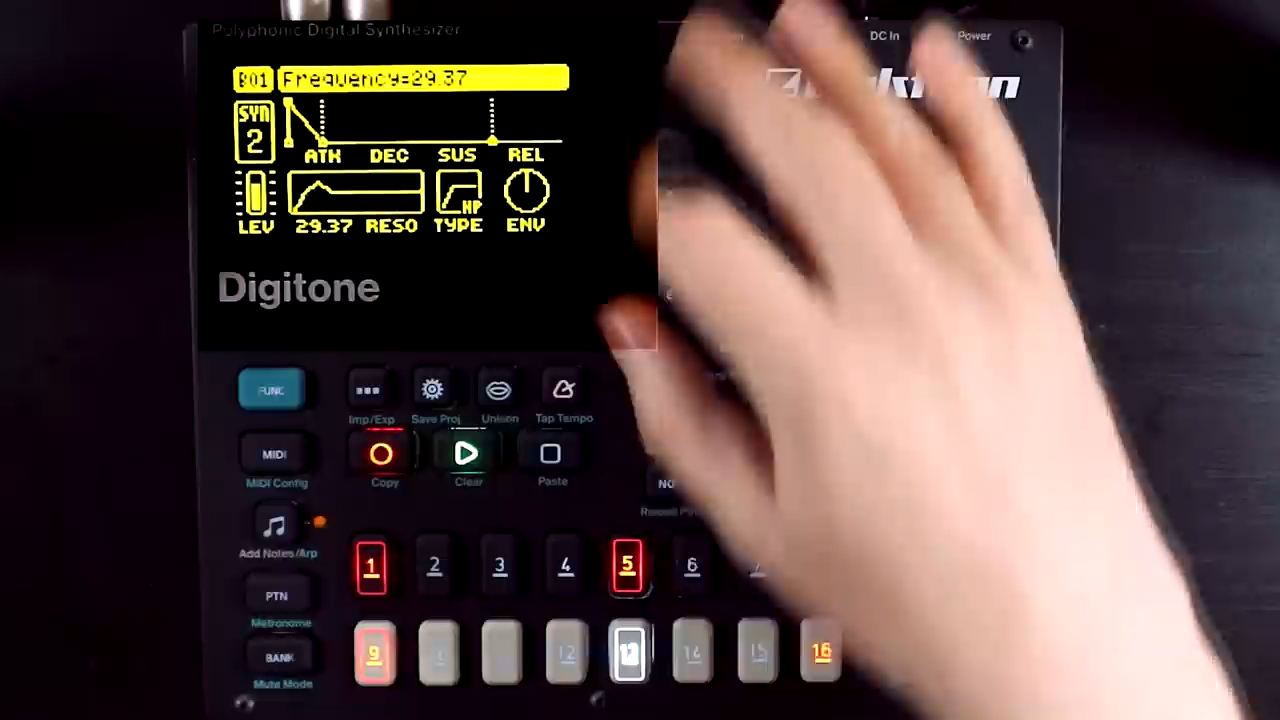 Polyphonic Digital Synthesizer
DC In
Power
B01 Frequency=29.37
SYN
2
ATK DEC SUS REL
HP
LEV 29.37 RESO TYPE ENV
Digitone
FUNC
Imp/Exp Save Proj Unison Tap Tempo
MIDI
MIDI Config
Copy Clear Paste
NO
Add Notes/Arp
1 2 3 4 5 6 7
PTN
Metronome
9 12 13 14 15 16
BANK
Mute Mode